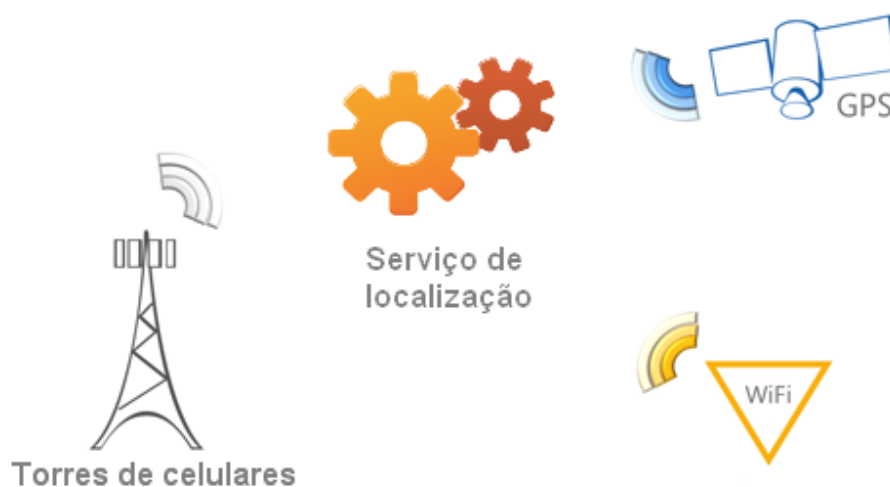 GPS
Serviço de
localização
WiFi
Torres de celulares